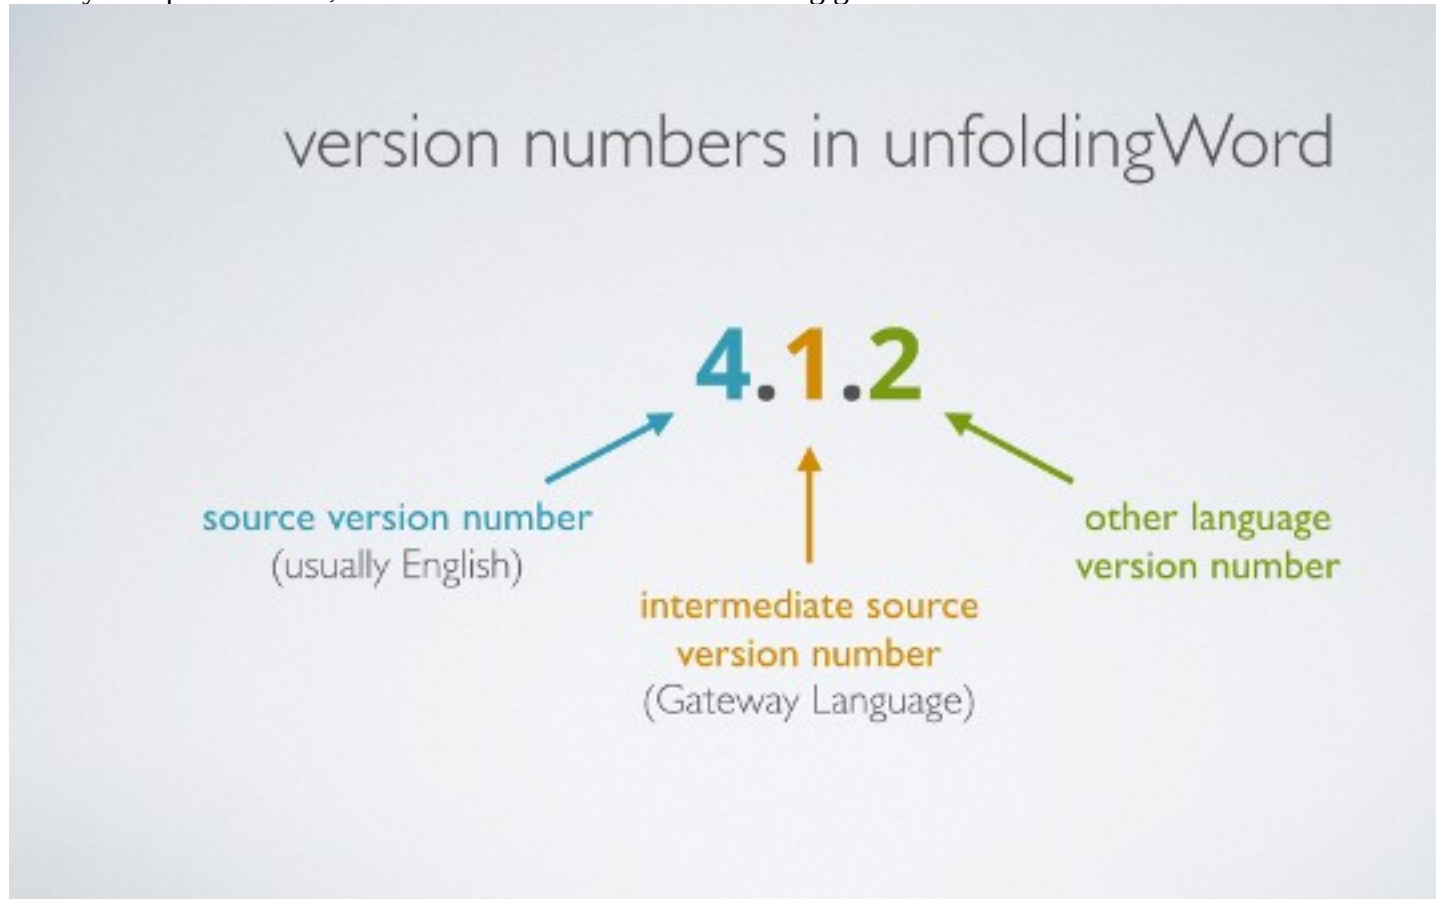 version numbers in unfoldingWord
4.1.2
source version number
(usually English)
other language
version number
intermediate source
version number
(Gateway Language)